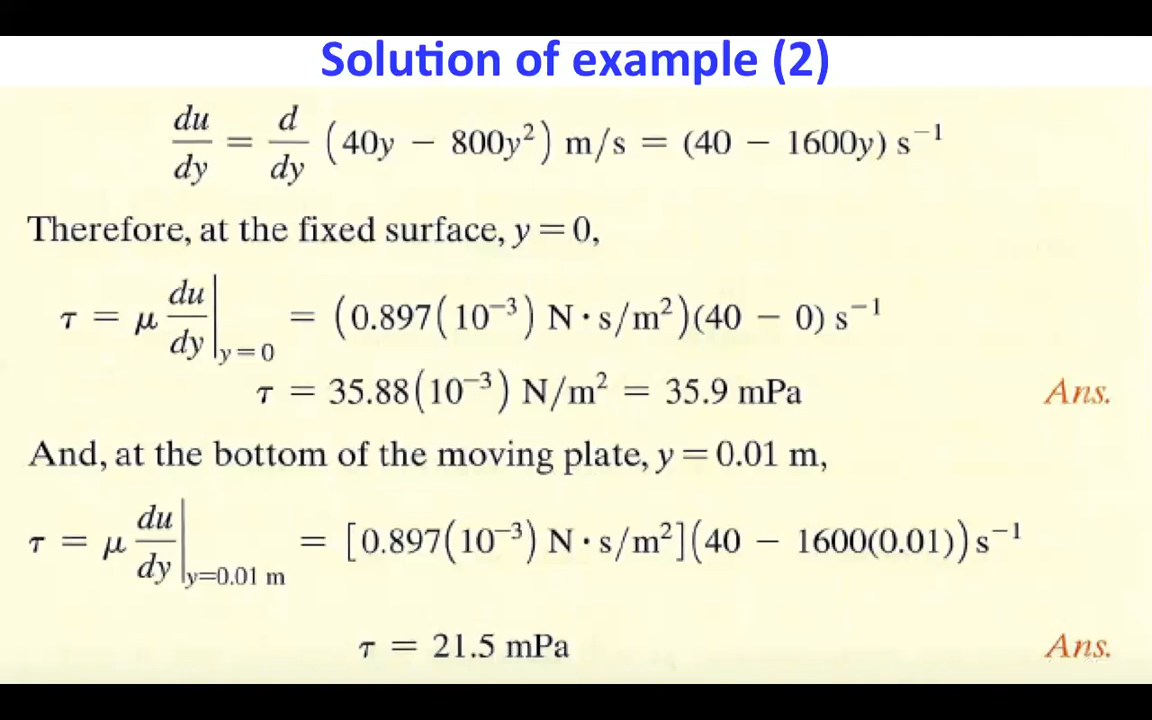 Solution of example (2)
du/dy = d/dy (40y − 800y²) m/s = (40 − 1600y) s⁻¹
Therefore, at the fixed surface, y = 0,
τ = μ du/dy |y=0 = (0.897(10⁻³) N·s/m²)(40 − 0) s⁻¹
τ = 35.88(10⁻³) N/m² = 35.9 mPa Ans.
And, at the bottom of the moving plate, y = 0.01 m,
τ = μ du/dy |y=0.01 m = [0.897(10⁻³) N·s/m²](40 − 1600(0.01)) s⁻¹
τ = 21.5 mPa Ans.